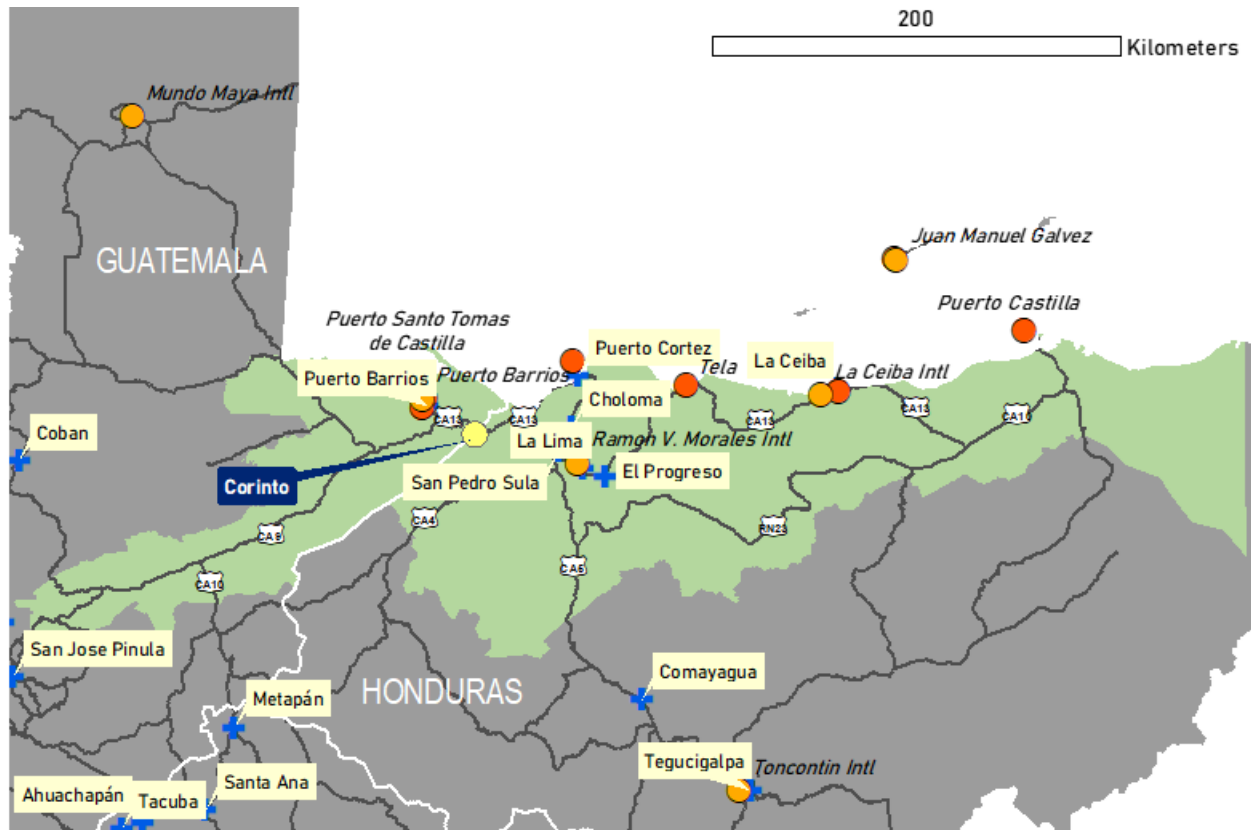 200
Kilometers
Mundo Maya Intl
GUATEMALA
Juan Manuel Galvez
Puerto Castilla
Puerto Santo Tomas
de Castilla
Puerto Cortez
Tela
La Ceiba
La Ceiba Intl
Puerto Barrios
Puerto Barrios
Choloma
CA13
CA13
CA13
CA13
CA13
Coban
La Lima
Ramon V. Morales Intl
San Pedro Sula
El Progreso
Corinto
CA4
CA9
RN23
CA5
CA10
San Jose Pinula
HONDURAS
Comayagua
Metapán
Tegucigalpa
Toncontin Intl
Santa Ana
Ahuachapán
Tacuba